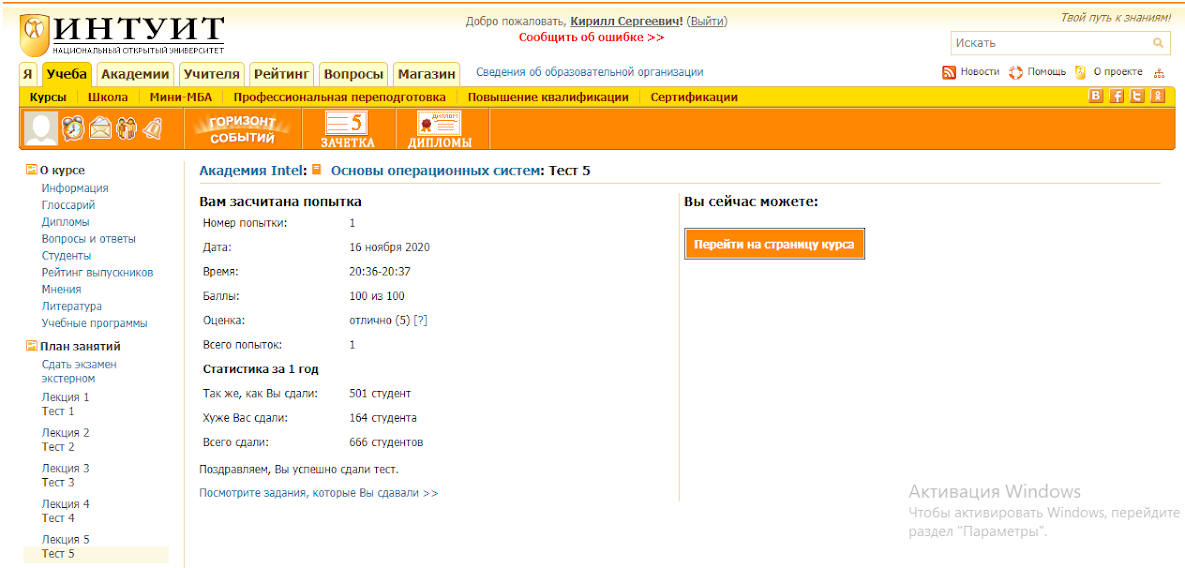 ИНТУИТ
НАЦИОНАЛЬНЫЙ ОТКРЫТЫЙ УНИВЕРСИТЕТ
Добро пожаловать, Кирилл Сергеевич! (Выйти)
Сообщить об ошибке >>
Твой путь к знаниям!
Искать
Я Учеба Академии Учителя Рейтинг Вопросы Магазин Сведения об образовательной организации
Новости Помощь О проекте
Курсы Школа Мини-МБА Профессиональная переподготовка Повышение квалификации Сертификации
ГОРИЗОНТ
СОБЫТИЙ
5
ЗАЧЕТКА
ДИПЛОМ
ДИПЛОМЫ
О курсе
Информация
Глоссарий
Дипломы
Вопросы и ответы
Студенты
Рейтинг выпускников
Мнения
Литература
Учебные программы
План занятий
Сдать экзамен
экстерном
Лекция 1
Тест 1
Лекция 2
Тест 2
Лекция 3
Тест 3
Лекция 4
Тест 4
Лекция 5
Тест 5
Академия Intel: Основы операционных систем: Тест 5
Вам засчитана попытка
Номер попытки: 1
Дата: 16 ноября 2020
Время: 20:36-20:37
Баллы: 100 из 100
Оценка: отлично (5) [?]
Всего попыток: 1
Статистика за 1 год
Так же, как Вы сдали: 501 студент
Хуже Вас сдали: 164 студента
Всего сдали: 666 студентов
Поздравляем, Вы успешно сдали тест.
Посмотрите задания, которые Вы сдавали >>
Вы сейчас можете:
Перейти на страницу курса
Активация Windows
Чтобы активировать Windows, перейдите
раздел "Параметры".